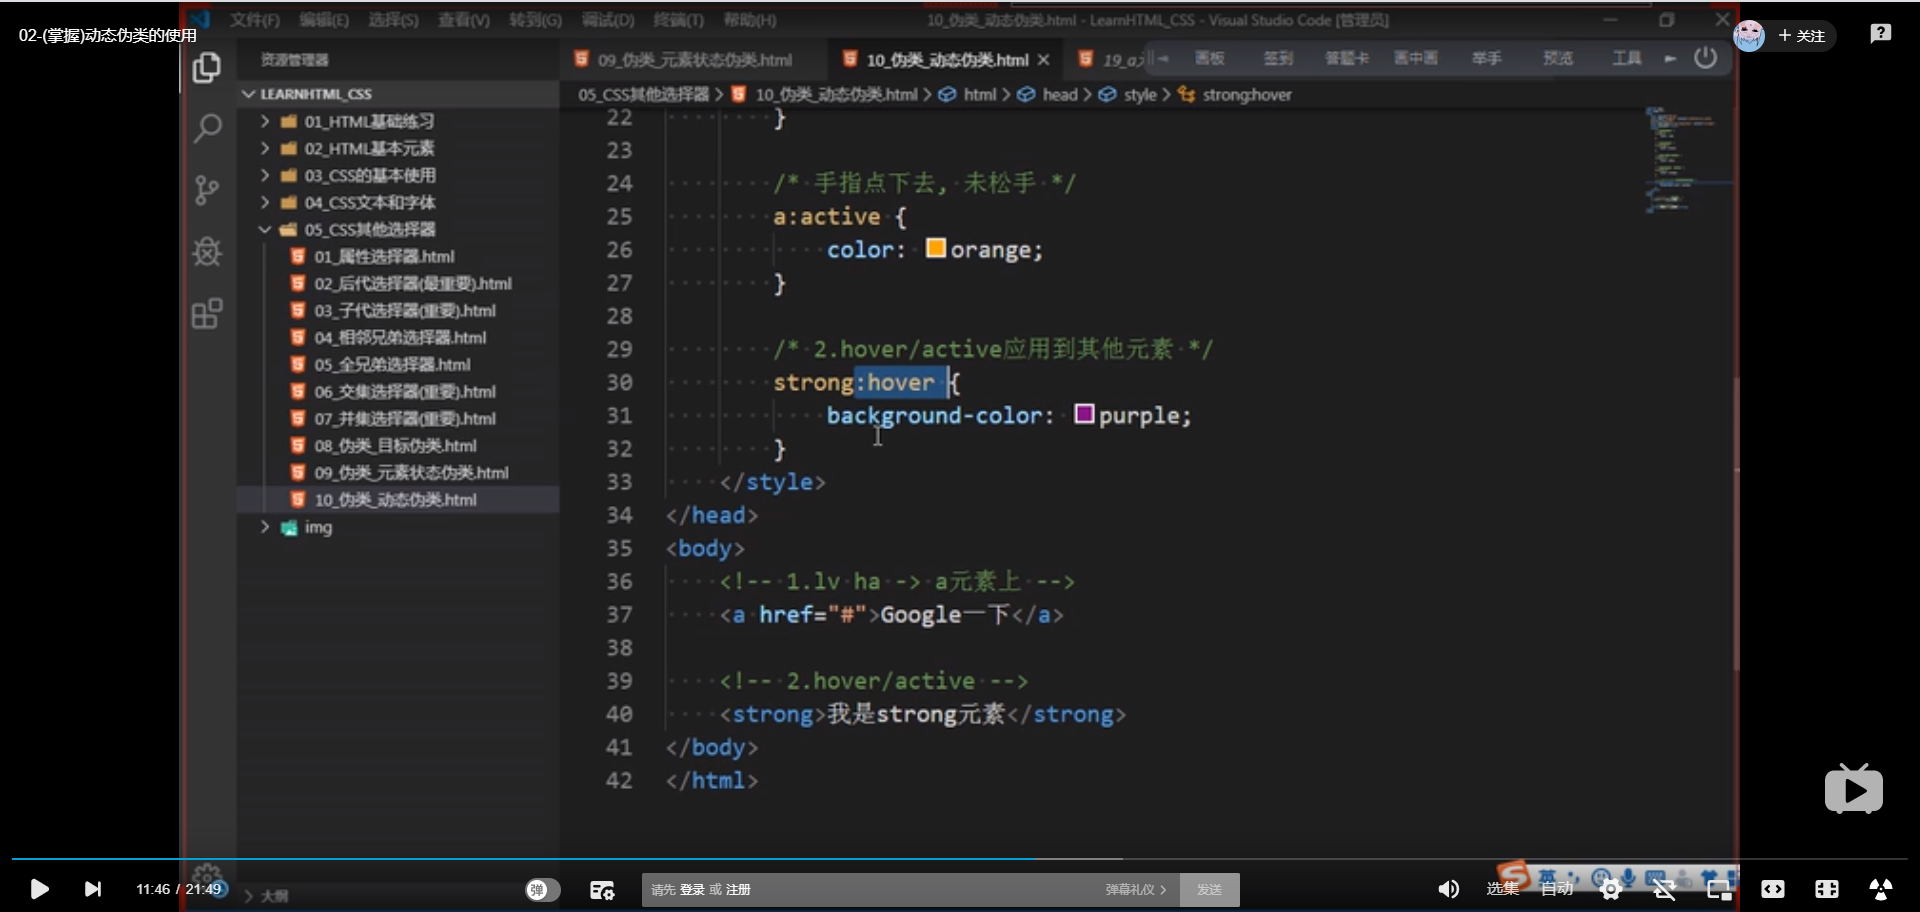 02-(掌握)动态伪类的使用
文件(F) 编辑(E) 选择(S) 查看(V) 转到(G) 调试(D) 终端(T) 帮助(H)
10_伪类_动态伪类.html - LearnHTML_CSS - Visual Studio Code [管理员]
+ 关注
资源管理器
09_伪类_元素状态伪类.html
10_伪类_动态伪类.html
画板 签到 答题卡 画中画 举手 预览 工具
05_CSS其他选择器 > 10_伪类_动态伪类.html > html > head > style > strong:hover
LEARNHTML_CSS
01_HTML基础练习
02_HTML基本元素
03_CSS的基本使用
04_CSS文本和字体
05_CSS其他选择器
01_属性选择器.html
02_后代选择器(最重要).html
03_子代选择器(重要).html
04_相邻兄弟选择器.html
05_全兄弟选择器.html
06_交集选择器(重要).html
07_并集选择器(重要).html
08_伪类_目标伪类.html
09_伪类_元素状态伪类.html
10_伪类_动态伪类.html
img
大纲
22 }
23
24 /* 手指点下去, 未松手 */
25 a:active {
26 color: orange;
27 }
28
29 /* 2.hover/active应用到其他元素 */
30 strong:hover {
31 background-color: purple;
32 }
33 </style>
34 </head>
35 <body>
36 <!-- 1.lv ha -> a元素上 -->
37 <a href="#">Google一下</a>
38
39 <!-- 2.hover/active -->
40 <strong>我是strong元素</strong>
41 </body>
42 </html>
11:46 / 21:49
弹
请先 登录 或 注册
弹幕礼仪 >
发送
选集
自动
英